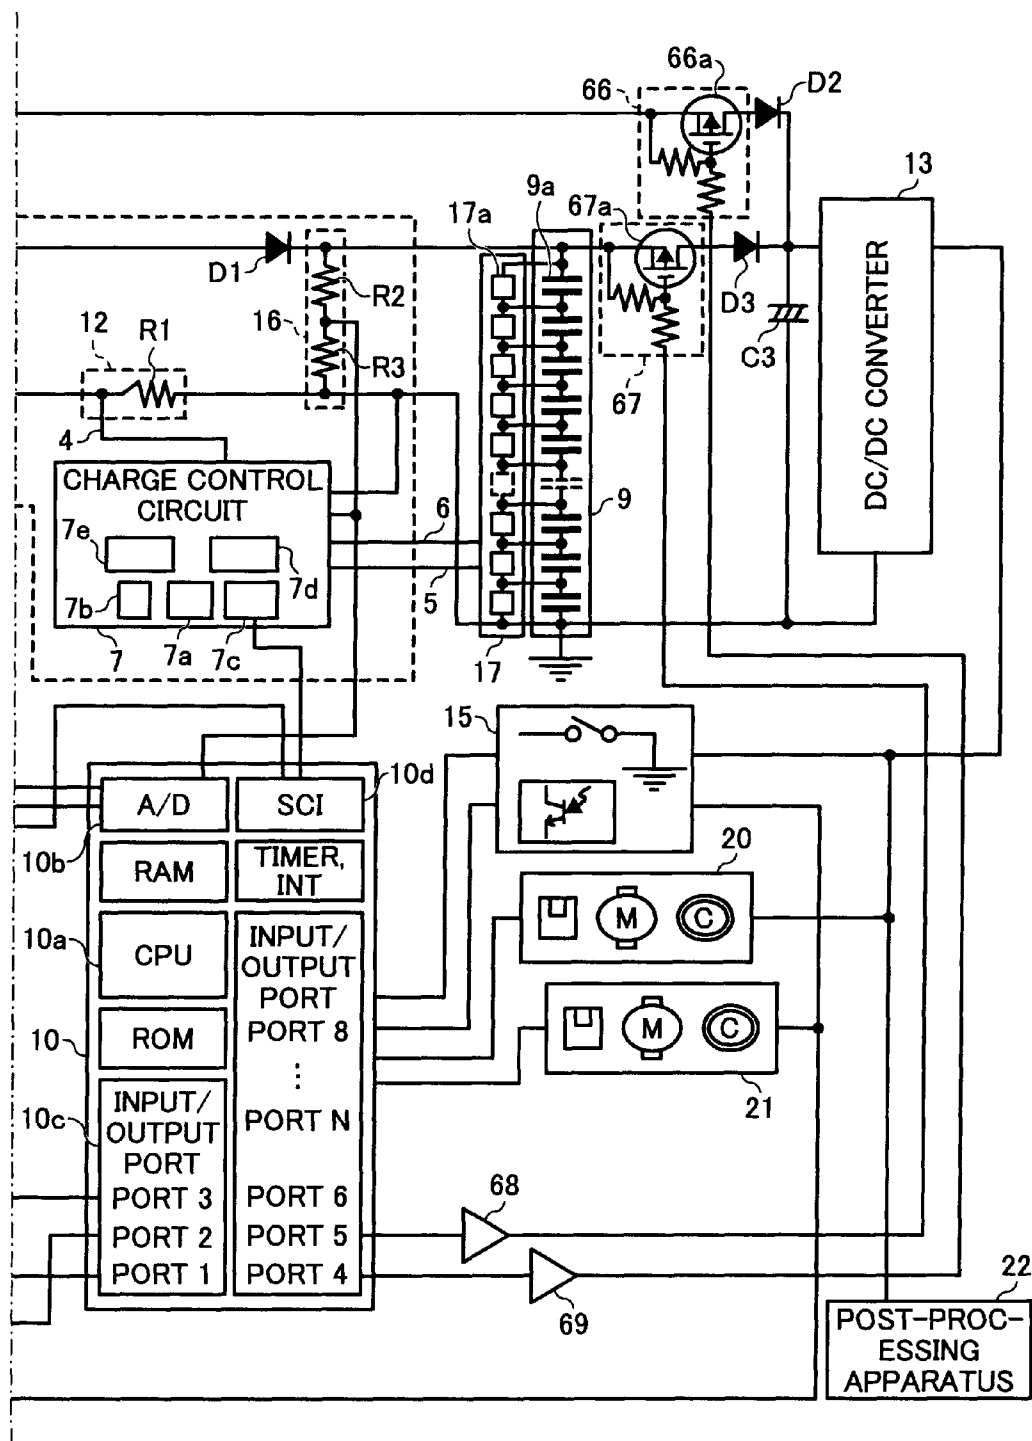 66a
66
D2
13
9a
17a
67a
D1
R2
D3
16
R1
12
R3
C3
67
DC/DC CONVERTER
4
CHARGE CONTROL
CIRCUIT
6
9
7e
7d
5
7b
7
7a
7c
17
15
10d
A/D
SCI
10b
20
RAM
TIMER,
INT
M
C
10a
CPU
INPUT/
OUTPUT
PORT
10
ROM
PORT 8
M
C
⋮
10c
INPUT/
OUTPUT
PORT
PORT N
21
PORT 3
PORT 6
68
PORT 2
PORT 5
PORT 1
PORT 4
22
69
POST-PROC-
ESSING
APPARATUS